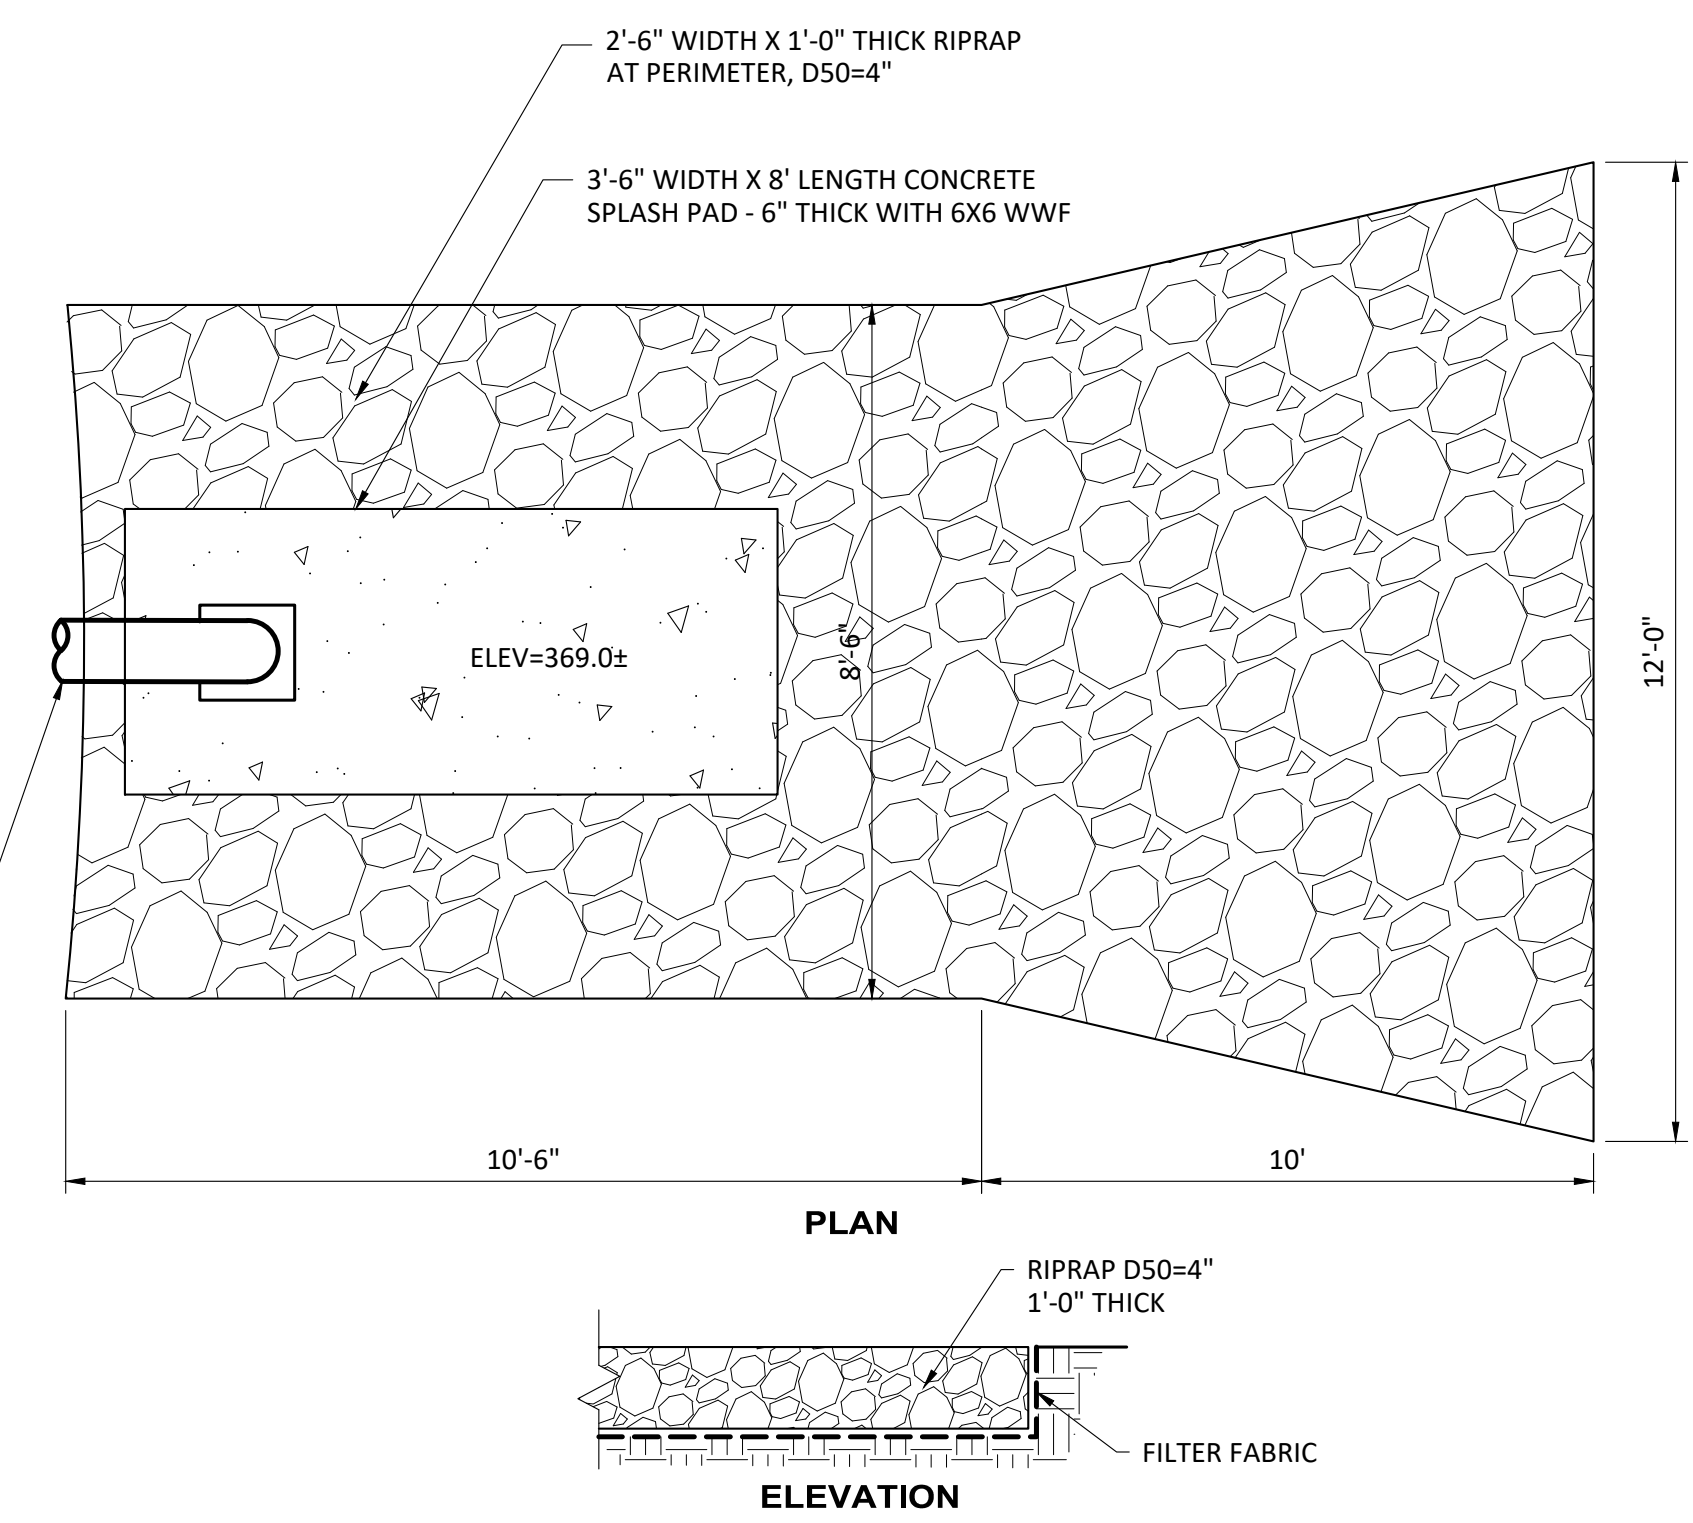 2'-6" WIDTH X 1'-0" THICK RIPRAP
AT PERIMETER, D50=4"
3'-6" WIDTH X 8' LENGTH CONCRETE
SPLASH PAD - 6" THICK WITH 6X6 WWF
ELEV=369.0±
8'-6"
12'-0"
10'-6"
10'
PLAN
RIPRAP D50=4"
1'-0" THICK
FILTER FABRIC
ELEVATION